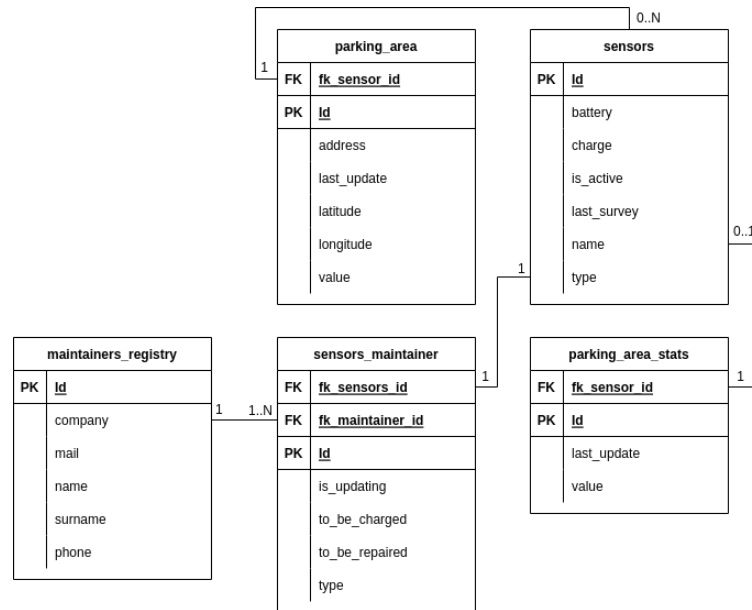 0..N
parking_area
1
FK fk_sensor_id
PK Id
address
last_update
latitude
longitude
value
sensors
PK Id
battery
charge
is_active
last_survey
name
type
0..1
1
maintainers_registry
PK Id
company
mail
name
surname
phone
1
1..N
sensors_maintainer
FK fk_sensors_id
FK fk_maintainer_id
PK Id
is_updating
to_be_charged
to_be_repaired
type
1
parking_area_stats
FK fk_sensor_id
PK Id
last_update
value
1